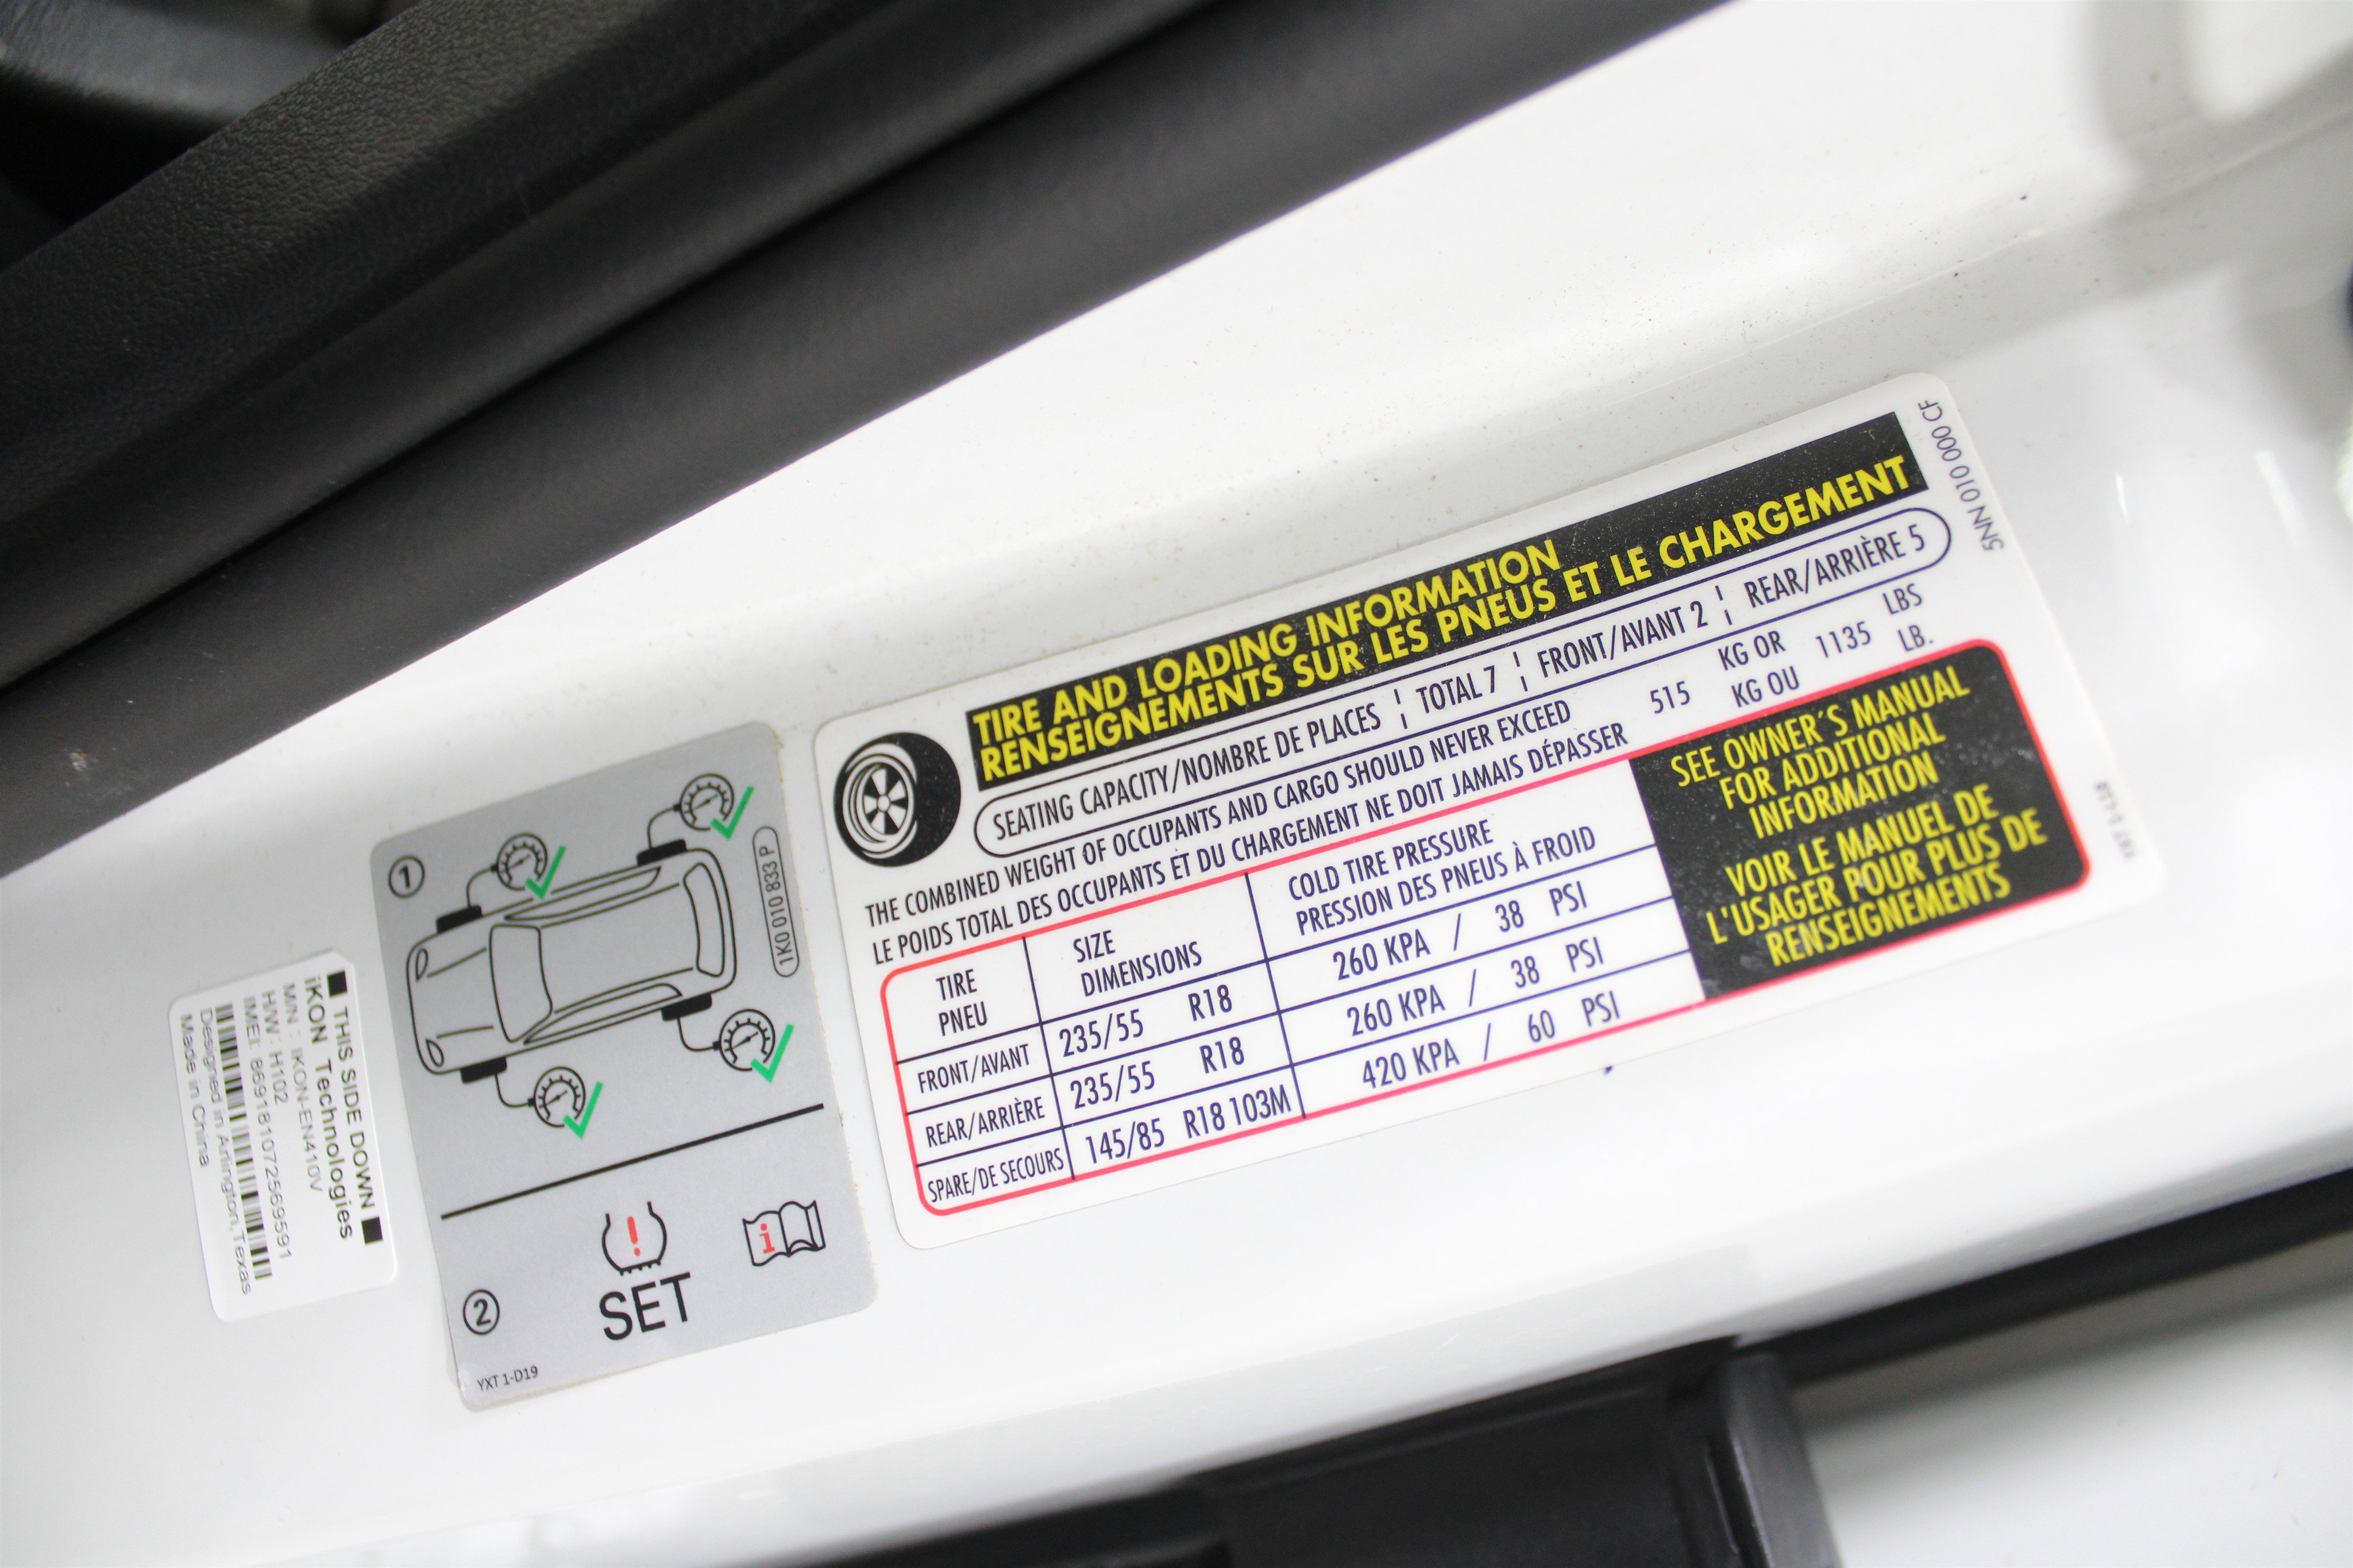 ■ THIS SIDE DOWN ■
iKON Technologies
M/N : IKON-EN410V
H/W: H102
IMEI: 869181072569591
Designed in Arlington,Texas
Made in China
1
1K0 010 833 P
2
SET
i
YXT 1-D19
TIRE AND LOADING INFORMATION
RENSEIGNEMENTS SUR LES PNEUS ET LE CHARGEMENT
SEATING CAPACITY/NOMBRE DE PLACES ¦ TOTAL 7 ¦ FRONT/AVANT 2 ¦ REAR/ARRIÈRE 5
THE COMBINED WEIGHT OF OCCUPANTS AND CARGO SHOULD NEVER EXCEED 515 KG OR 1135 LBS
LE POIDS TOTAL DES OCCUPANTS ET DU CHARGEMENT NE DOIT JAMAIS DÉPASSER KG OU LB.
TIRE
PNEU
SIZE
DIMENSIONS
COLD TIRE PRESSURE
PRESSION DES PNEUS À FROID
FRONT/AVANT 235/55 R18 260 KPA / 38 PSI
REAR/ARRIÈRE 235/55 R18 260 KPA / 38 PSI
SPARE/DE SECOURS 145/85 R18 103M 420 KPA / 60 PSI
SEE OWNER'S MANUAL
FOR ADDITIONAL
INFORMATION
VOIR LE MANUEL DE
L'USAGER POUR PLUS DE
RENSEIGNEMENTS
5NN 010 000 CF